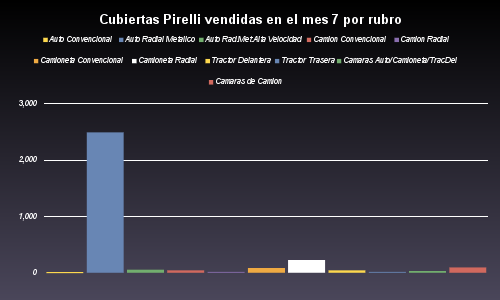 Cubiertas Pirelli vendidas en el mes 7 por rubro
Auto Convencional Auto Radial Metalico Auto Rad.Met.Alta Velocidad Camion Convencional Camion Radial
Camioneta Convencional Camioneta Radial Tractor Delantera Tractor Trasera Camaras Auto/Camioneta/TracDel
Camaras de Camion
3,000
2,000
1,000
0